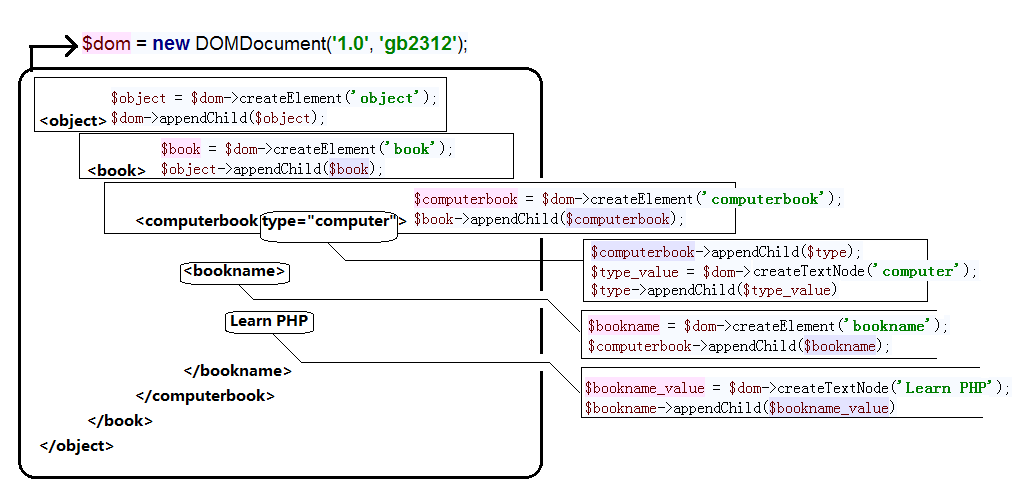 $dom = new DOMDocument('1.0', 'gb2312');
$object = $dom->createElement('object');
<object> $dom->appendChild($object);
$book = $dom->createElement('book');
<book> $object->appendChild($book);
$computerbook = $dom->createElement('computerbook');
<computerbook type="computer"> $book->appendChild($computerbook);
$computerbook->appendChild($type);
$type_value = $dom->createTextNode('computer');
$type->appendChild($type_value)
<bookname>
$bookname = $dom->createElement('bookname');
$computerbook->appendChild($bookname);
Learn PHP
$bookname_value = $dom->createTextNode('Learn PHP');
$bookname->appendChild($bookname_value)
</bookname>
</computerbook>
</book>
</object>